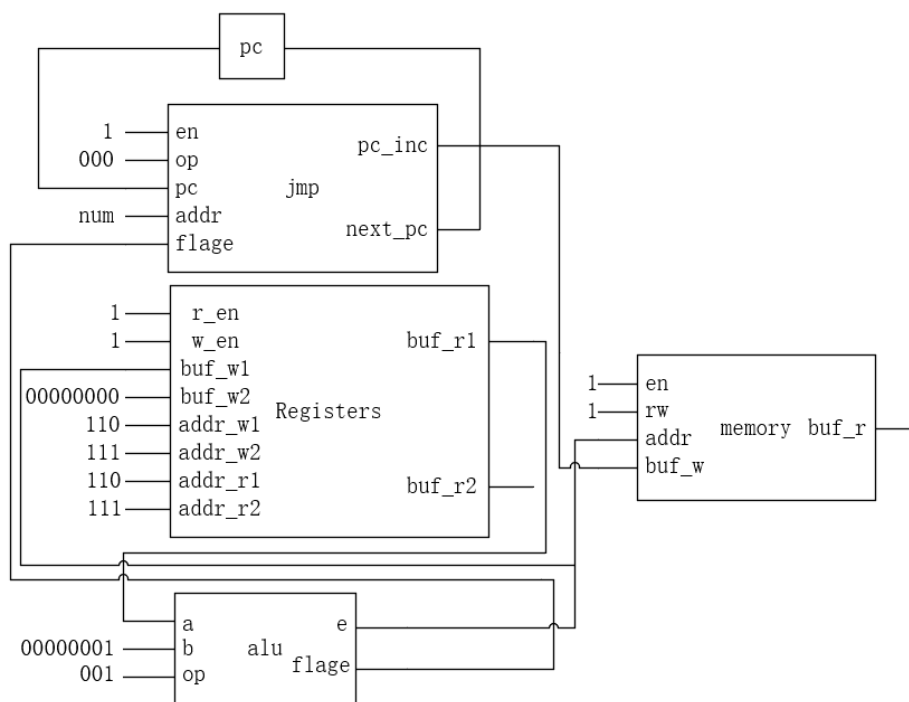 pc
1 en
000 op
pc
num addr
flage
jmp
pc_inc
next_pc
1 r_en
1 w_en
buf_w1
00000000 buf_w2
110 addr_w1
111 addr_w2
110 addr_r1
111 addr_r2
Registers
buf_r1
buf_r2
1 en
1 rw
addr
buf_w
memory
buf_r
a
00000001 b
001 op
alu
e
flage